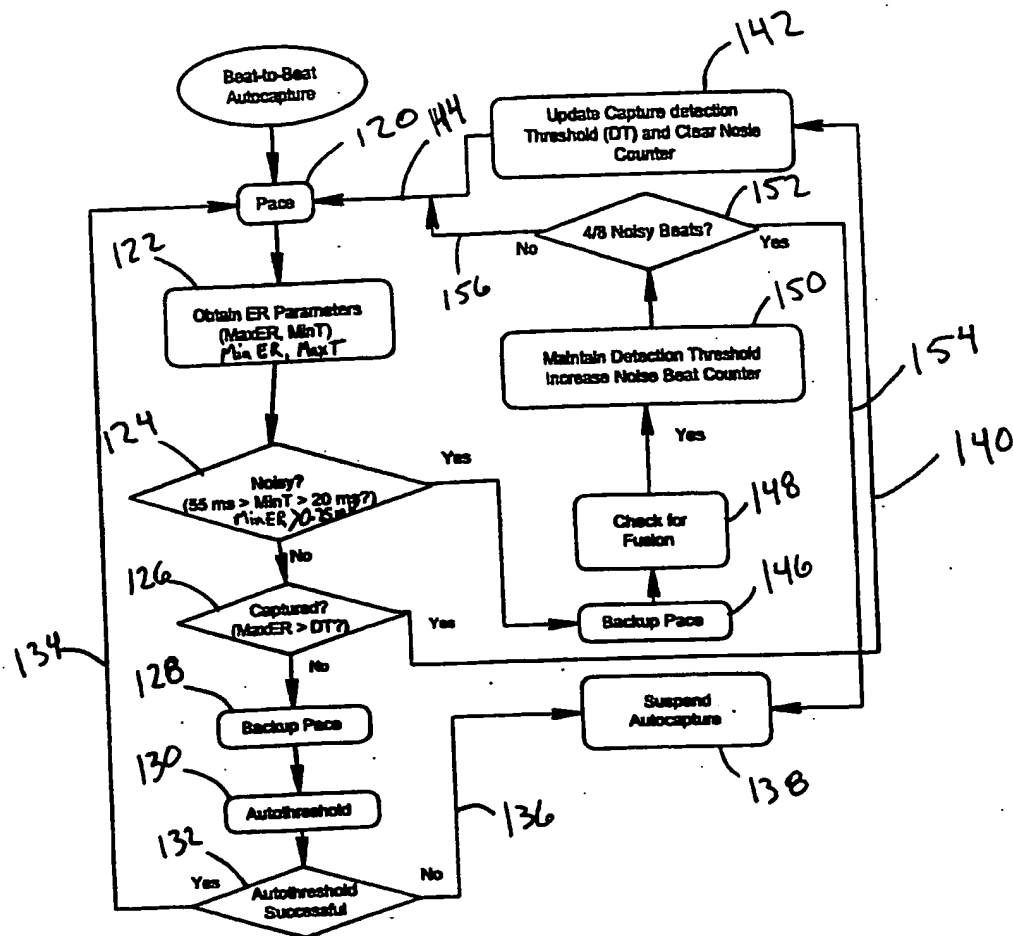 142
Beat-to-Beat
Autocapture
120
144
Update Capture detection
Threshold (DT) and Clear Nosie
Counter
Pace
152
4/8 Noisy Beats?
No
Yes
122
156
150
Obtain ER Parameters
(MaxER, MinT)
MinER, MaxT
Maintain Detection Threshold
Increase Noise Beat Counter
154
124
Yes
Yes
140
Noisy?
(55 ms > MinT > 20 ms?)
MinER >0.25mV
148
Check for
Fusion
No
126
146
Captured?
(MaxER > DT?)
Yes
Backup Pace
134
No
128
Suspend
Autocapture
Backup Pace
130
138
Autothreshold
136
132
Yes
No
Autothreshold
Successful